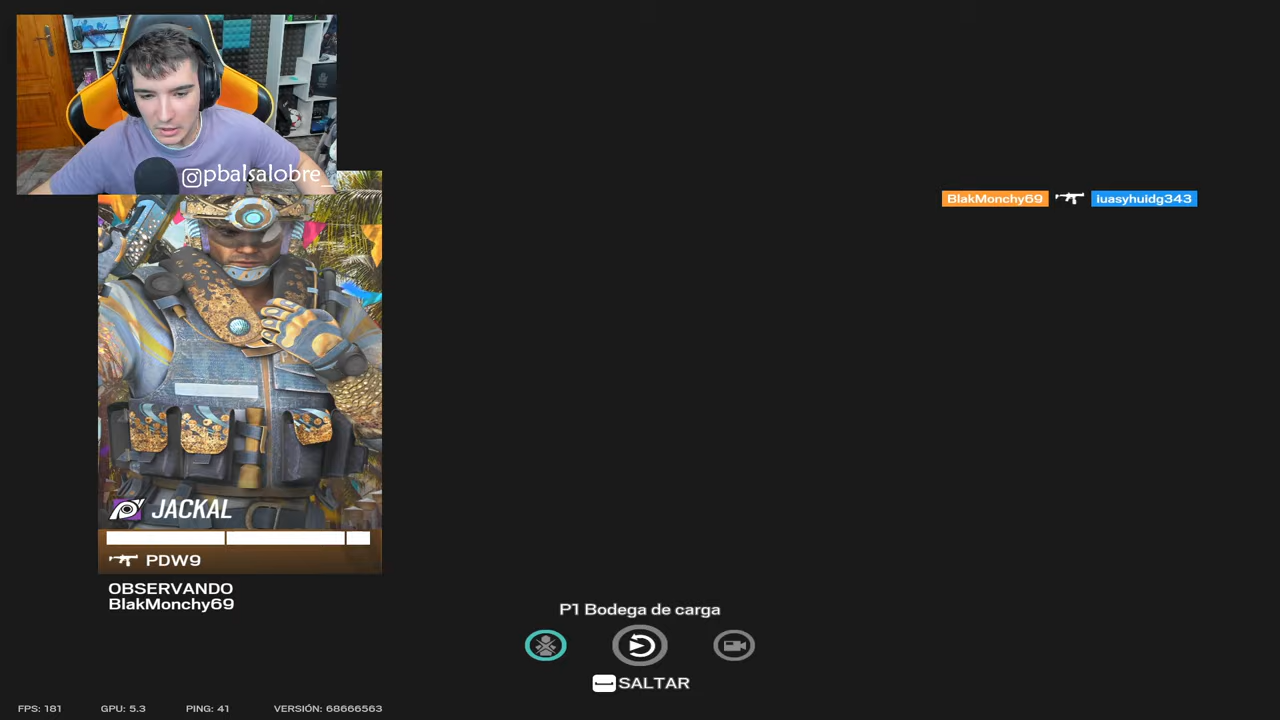 pbalsalobre_
BlakMonchy69 iuasyhuidg343
JACKAL
PDW9
OBSERVANDO
BlakMonchy69
P1 Bodega de carga
SALTAR
FPS: 181 GPU: 5.3 PING: 41 VERSIÓN: 68666563